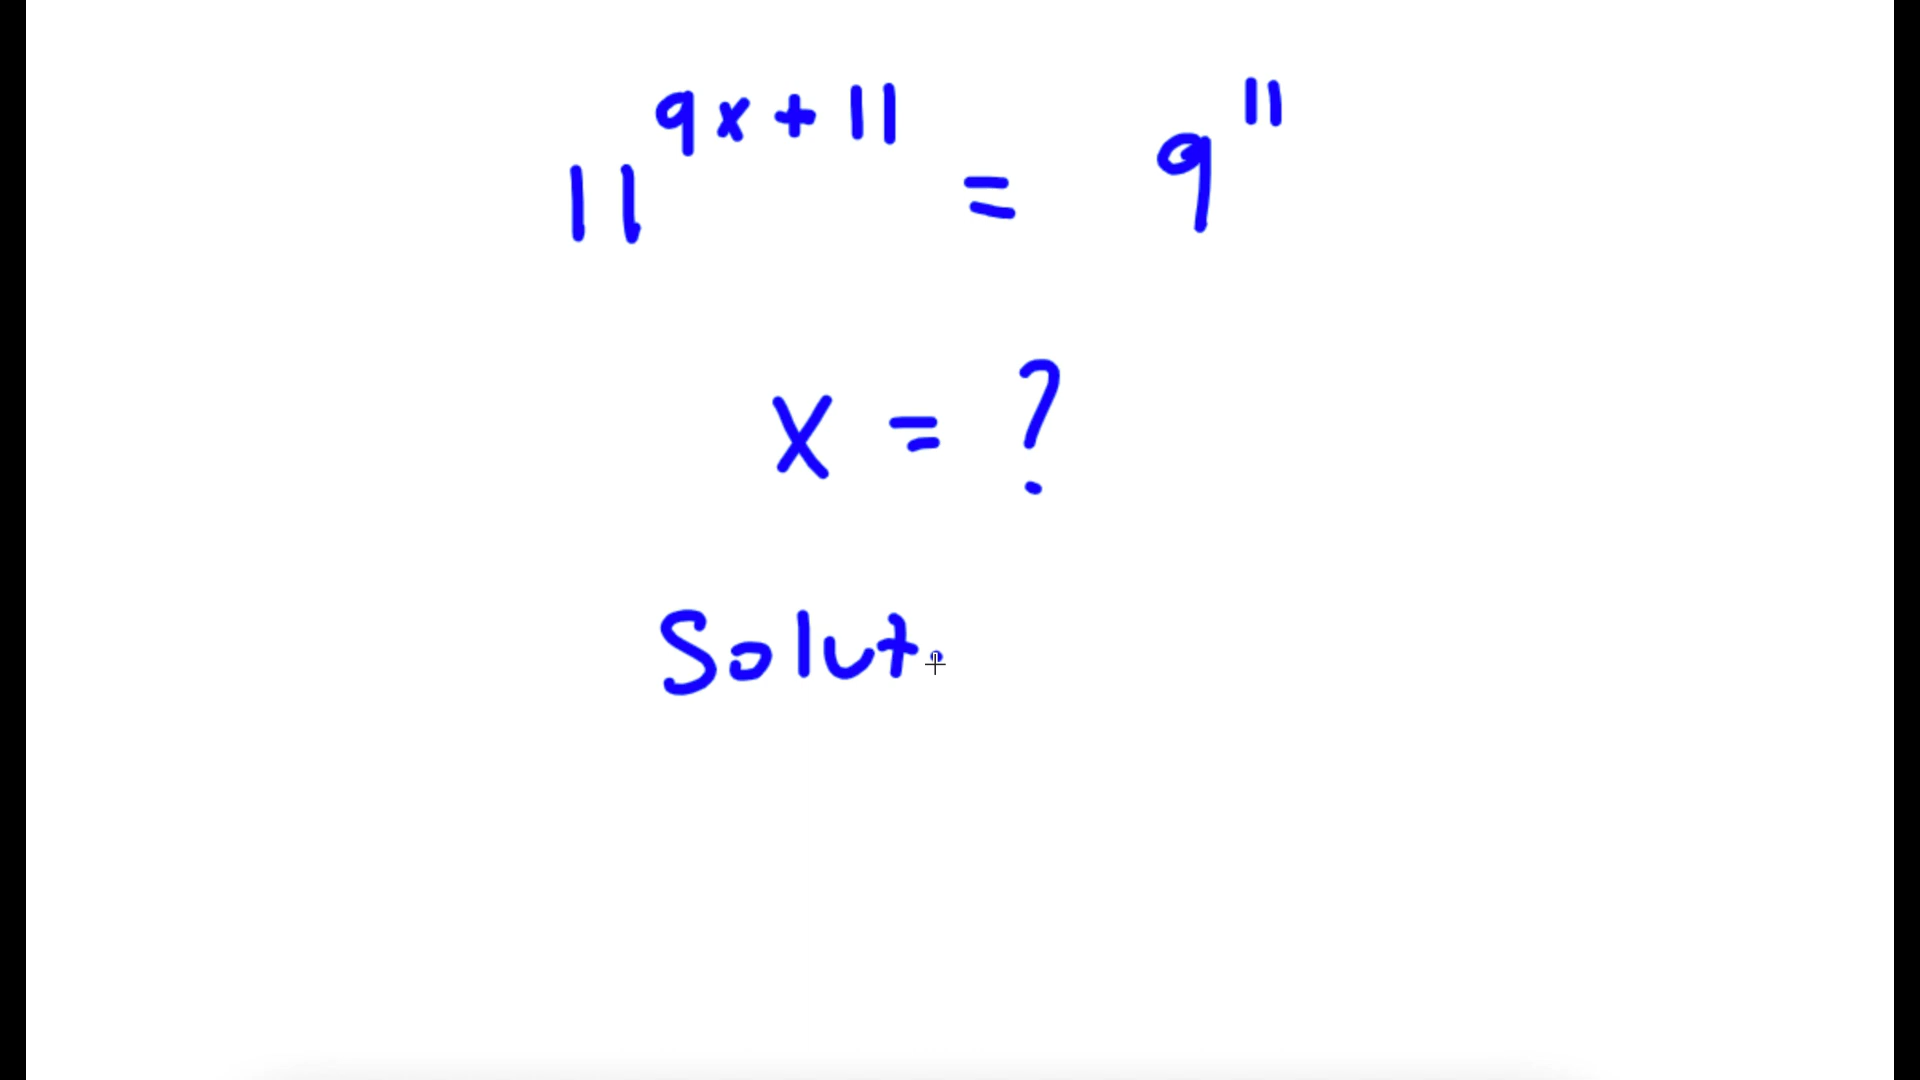 11^{9x+11} = 9^{11}
x = ?
Solut.